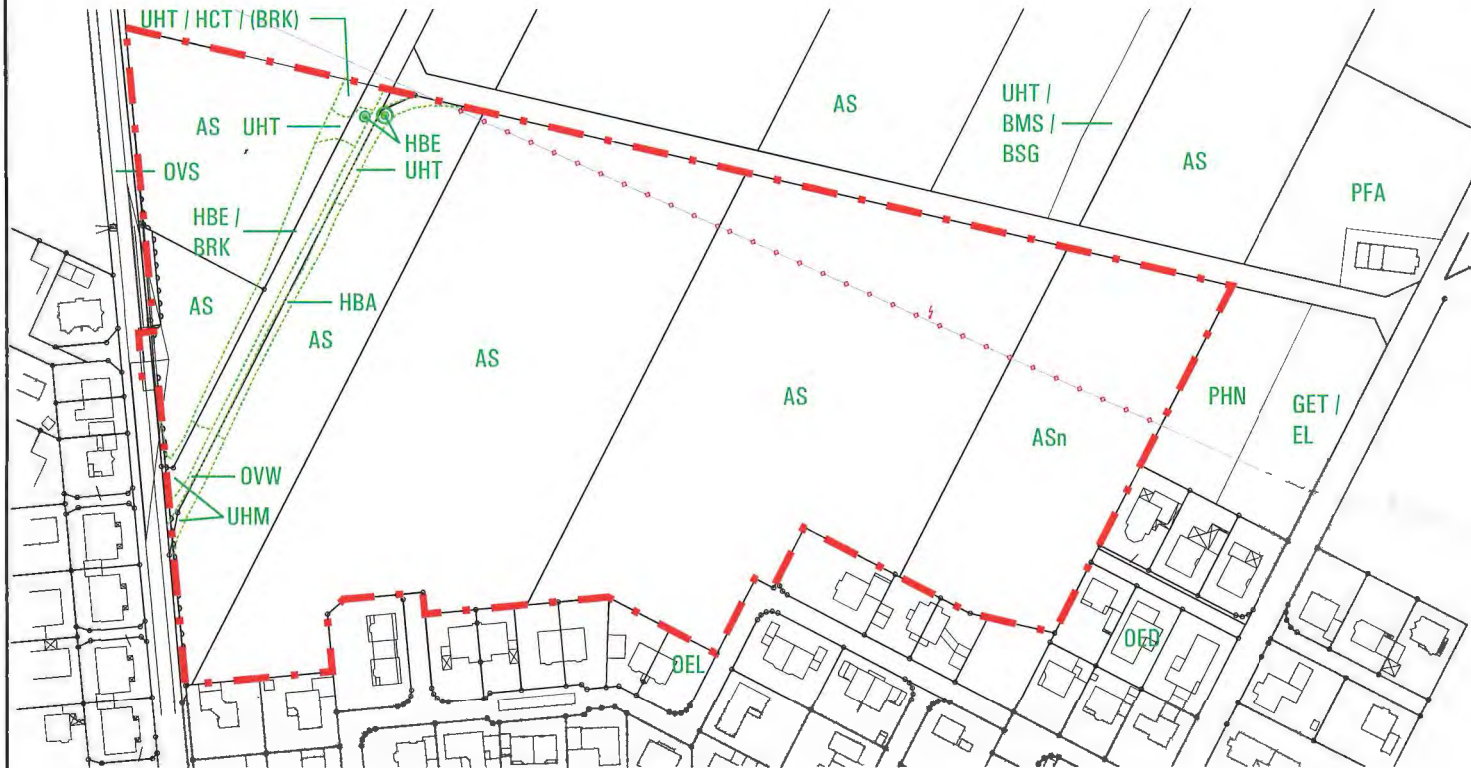 UHT / HCT / (BRK)
AS
UHT /
BMS /
BSG
AS
UHT
HBE
UHT
OVS
AS
PFA
HBE /
BRK
AS
HBA
AS
AS
AS
PHN
GET /
EL
ASn
OVW
UHM
OEL
OED